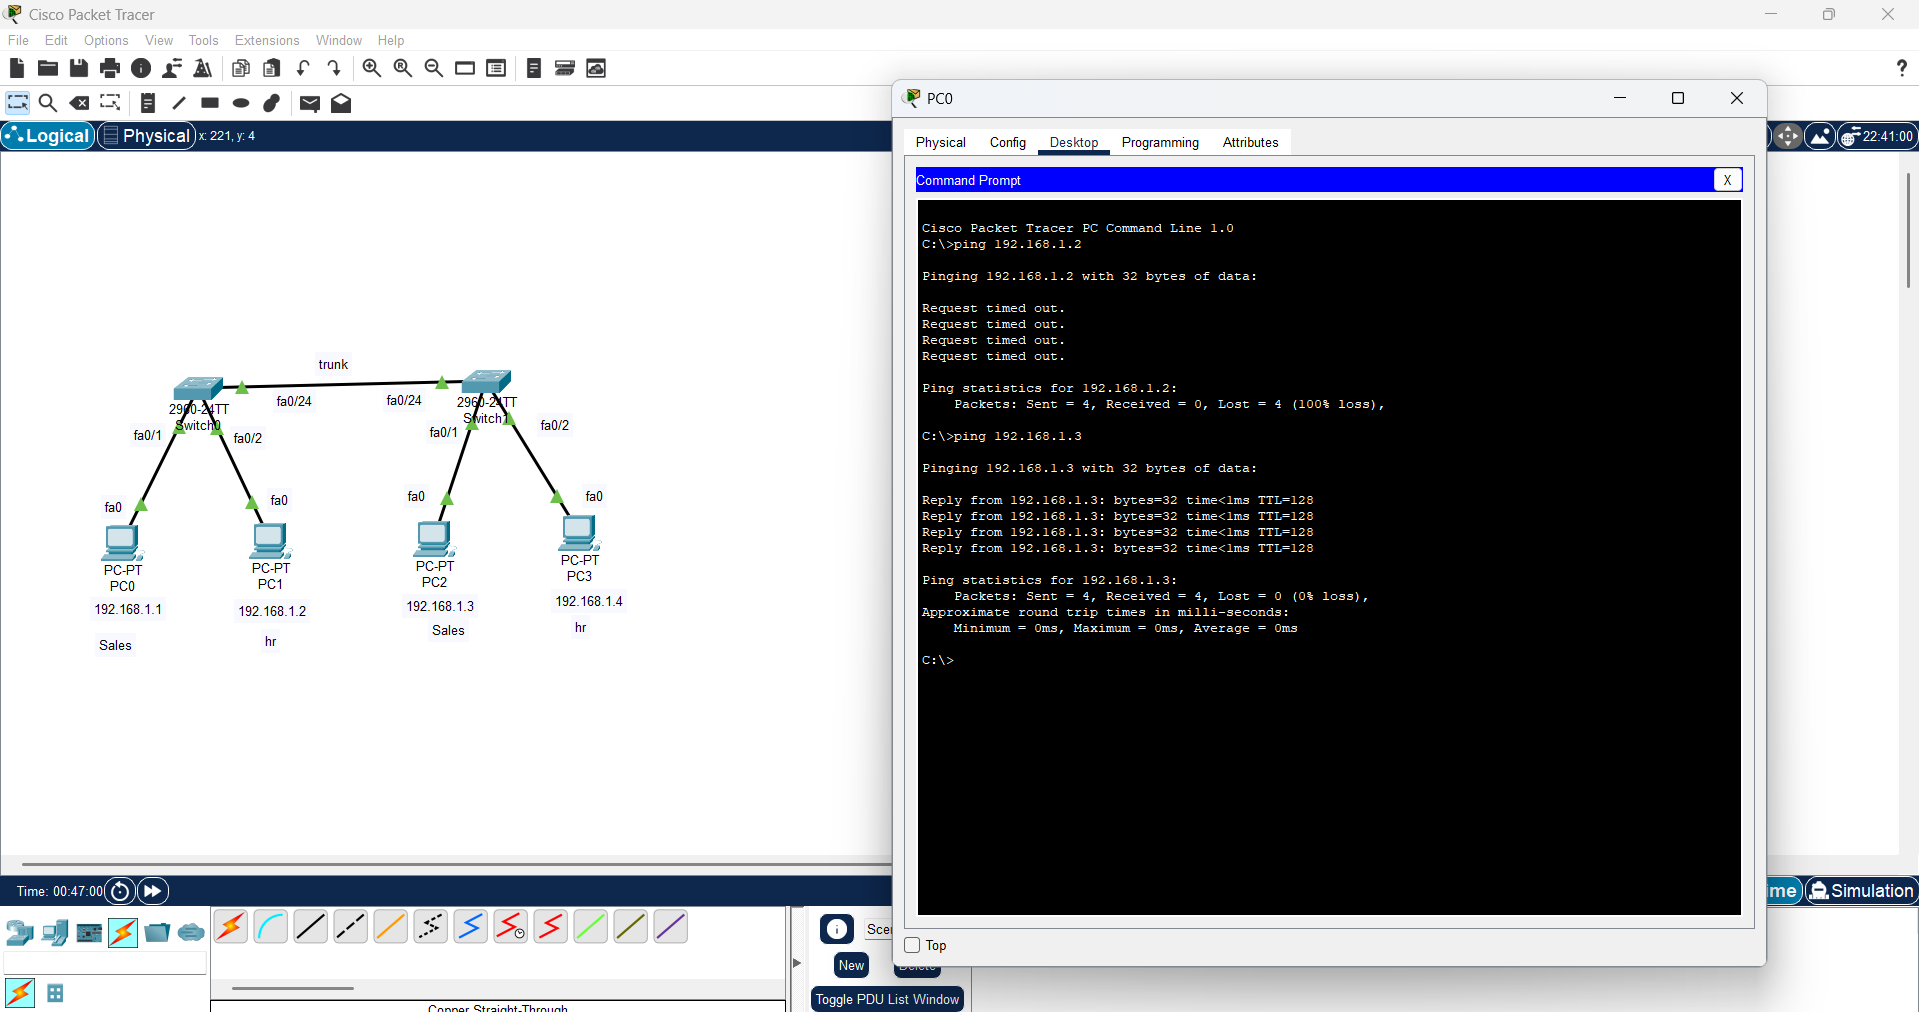 Cisco Packet Tracer
File Edit Options View Tools Extensions Window Help
Logical Physical x: 221, y: 4
22:41:00
trunk
fa0/24 fa0/24
2960-24TT
Switch0
2960-24TT
Switch1
fa0/1 fa0/2
fa0/1 fa0/2
fa0 fa0 fa0 fa0
PC-PT
PC0
192.168.1.1
Sales
PC-PT
PC1
192.168.1.2
hr
PC-PT
PC2
192.168.1.3
Sales
PC-PT
PC3
192.168.1.4
hr
PC0
Physical Config Desktop Programming Attributes
Command Prompt X
Cisco Packet Tracer PC Command Line 1.0
C:\>ping 192.168.1.2
Pinging 192.168.1.2 with 32 bytes of data:
Request timed out.
Request timed out.
Request timed out.
Request timed out.
Ping statistics for 192.168.1.2:
Packets: Sent = 4, Received = 0, Lost = 4 (100% loss),
C:\>ping 192.168.1.3
Pinging 192.168.1.3 with 32 bytes of data:
Reply from 192.168.1.3: bytes=32 time<1ms TTL=128
Reply from 192.168.1.3: bytes=32 time<1ms TTL=128
Reply from 192.168.1.3: bytes=32 time<1ms TTL=128
Reply from 192.168.1.3: bytes=32 time<1ms TTL=128
Ping statistics for 192.168.1.3:
Packets: Sent = 4, Received = 4, Lost = 0 (0% loss),
Approximate round trip times in milli-seconds:
Minimum = 0ms, Maximum = 0ms, Average = 0ms
C:\>
Top
Time: 00:47:00
me Simulation
Scer
New Delete
Toggle PDU List Window
Copper Straight-Through